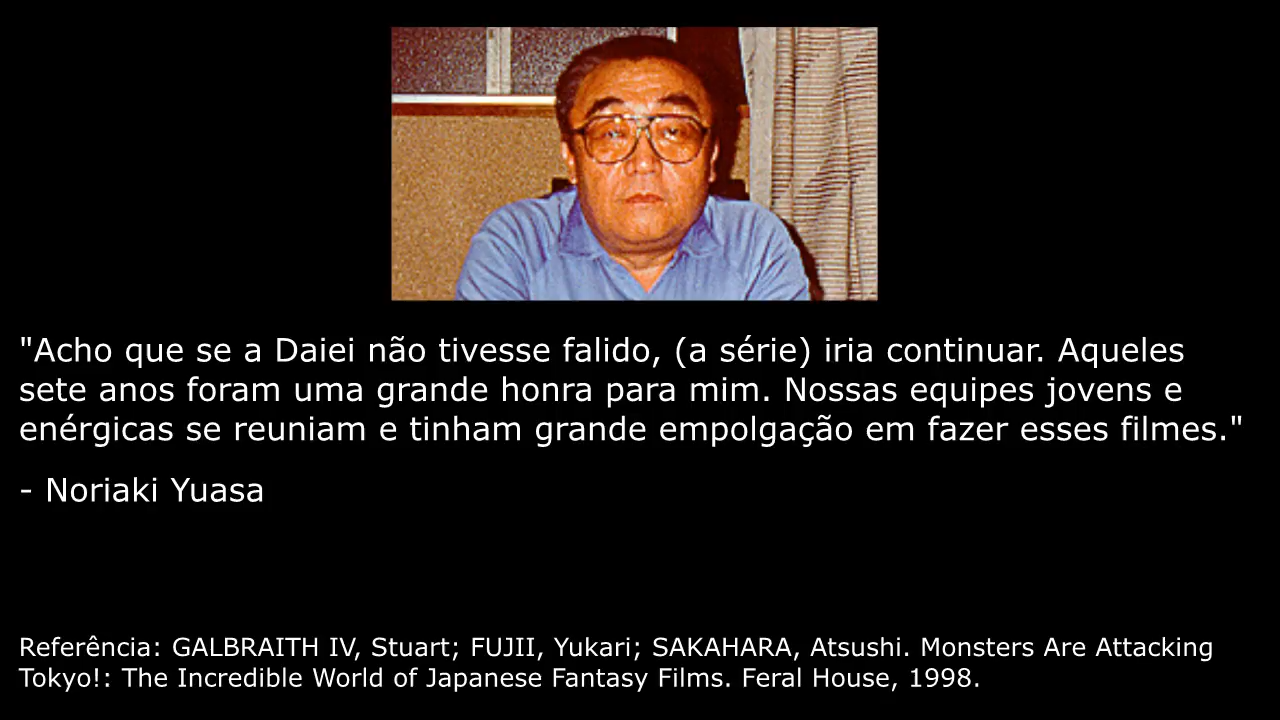 "Acho que se a Daiei não tivesse falido, (a série) iria continuar. Aqueles
sete anos foram uma grande honra para mim. Nossas equipes jovens e
enérgicas se reuniam e tinham grande empolgação em fazer esses filmes."
- Noriaki Yuasa
Referência: GALBRAITH IV, Stuart; FUJII, Yukari; SAKAHARA, Atsushi. Monsters Are Attacking
Tokyo!: The Incredible World of Japanese Fantasy Films. Feral House, 1998.